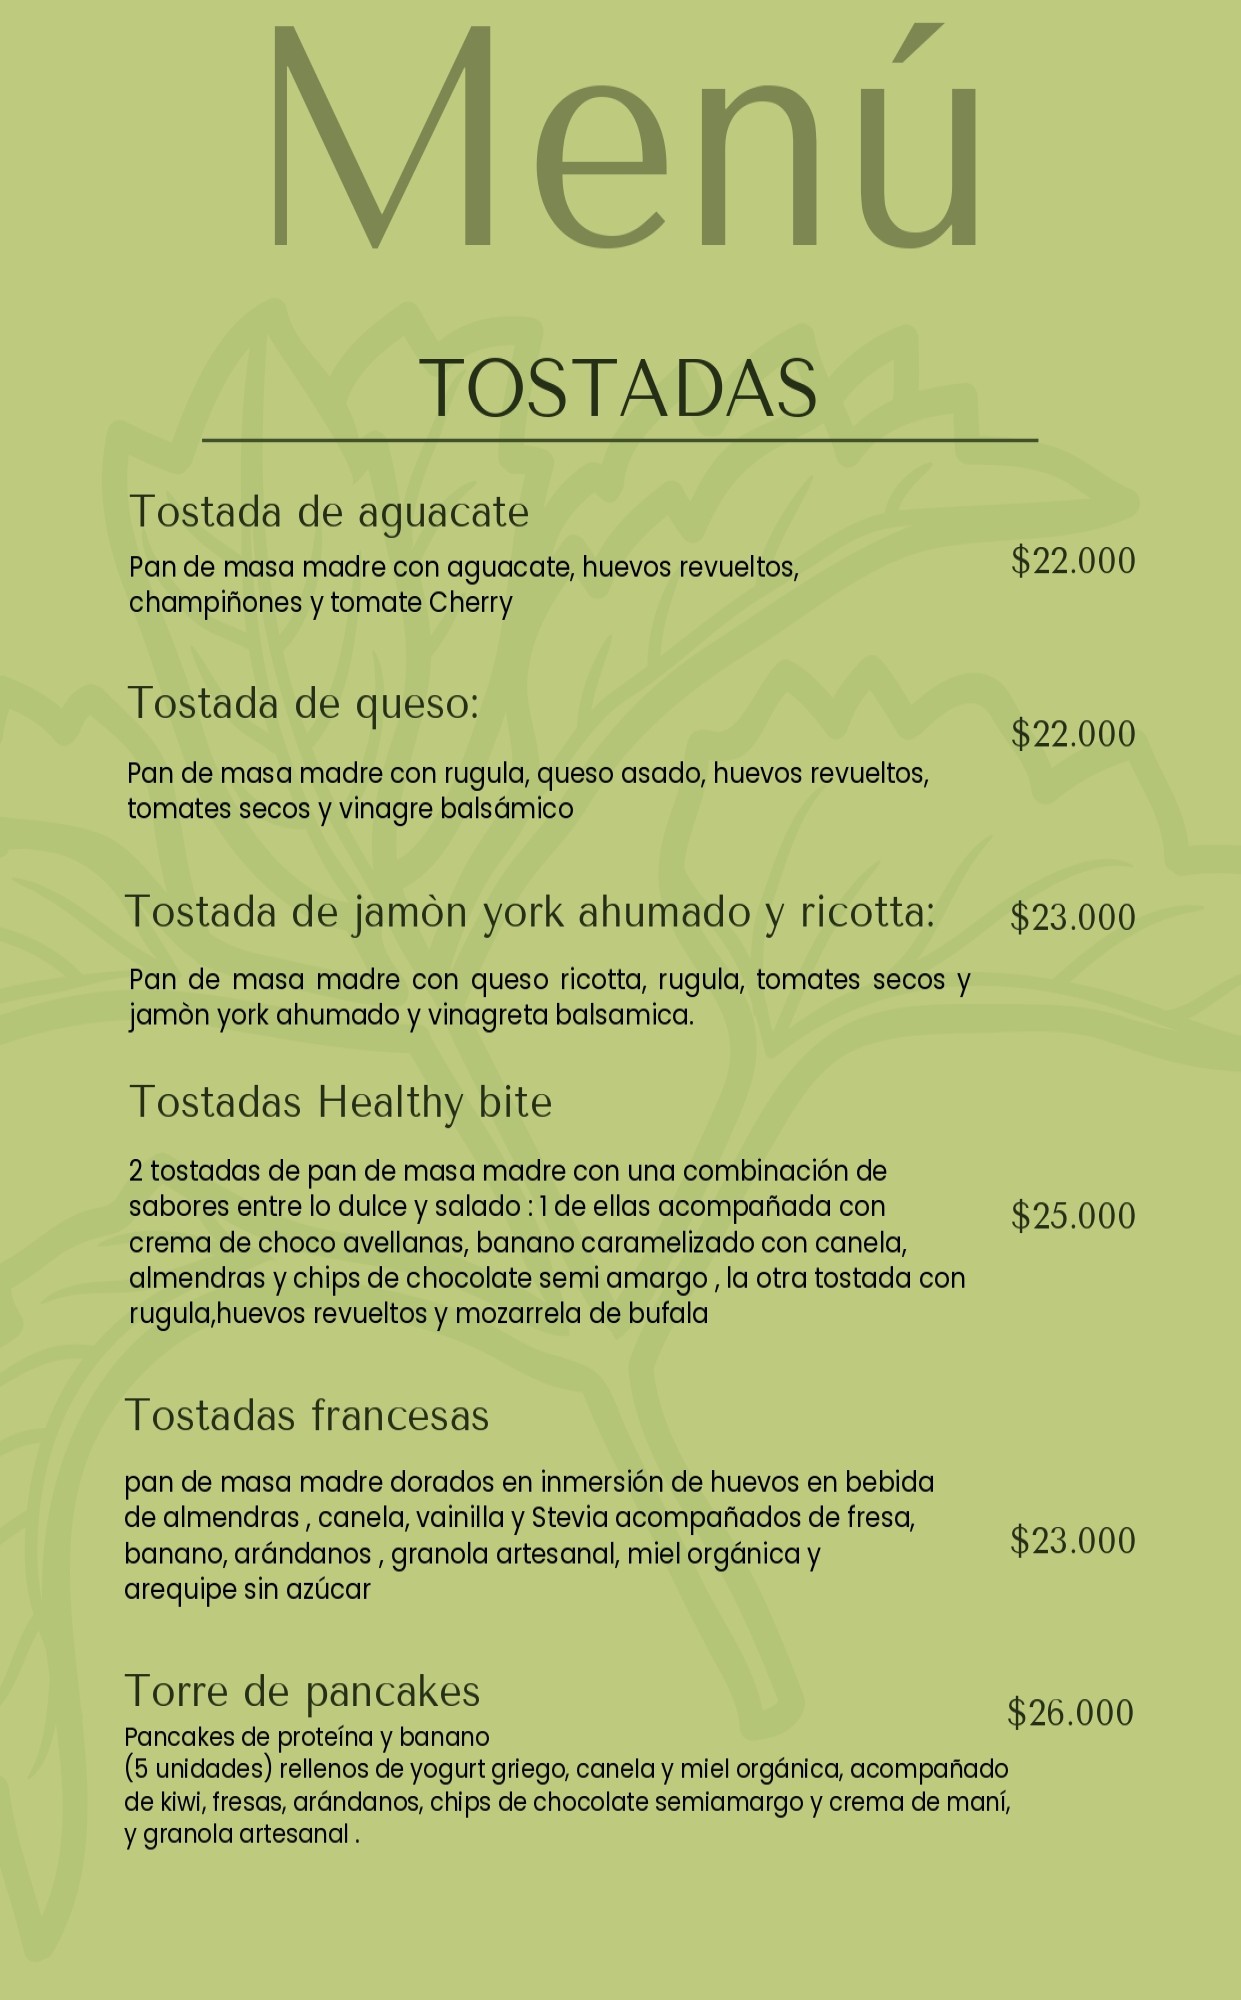 Menú
TOSTADAS
Tostada de aguacate
Pan de masa madre con aguacate, huevos revueltos,
champiñones y tomate Cherry
$22.000
Tostada de queso:
$22.000
Pan de masa madre con rugula, queso asado, huevos revueltos,
tomates secos y vinagre balsámico
Tostada de jamòn york ahumado y ricotta:
$23.000
Pan de masa madre con queso ricotta, rugula, tomates secos y
jamòn york ahumado y vinagreta balsamica.
Tostadas Healthy bite
2 tostadas de pan de masa madre con una combinación de
sabores entre lo dulce y salado : 1 de ellas acompañada con
crema de choco avellanas, banano caramelizado con canela,
almendras y chips de chocolate semi amargo , la otra tostada con
rugula,huevos revueltos y mozarrela de bufala
$25.000
Tostadas francesas
pan de masa madre dorados en inmersión de huevos en bebida
de almendras , canela, vainilla y Stevia acompañados de fresa,
banano, arándanos , granola artesanal, miel orgánica y
arequipe sin azúcar
$23.000
Torre de pancakes
$26.000
Pancakes de proteína y banano
(5 unidades) rellenos de yogurt griego, canela y miel orgánica, acompañado
de kiwi, fresas, arándanos, chips de chocolate semiamargo y crema de maní,
y granola artesanal .